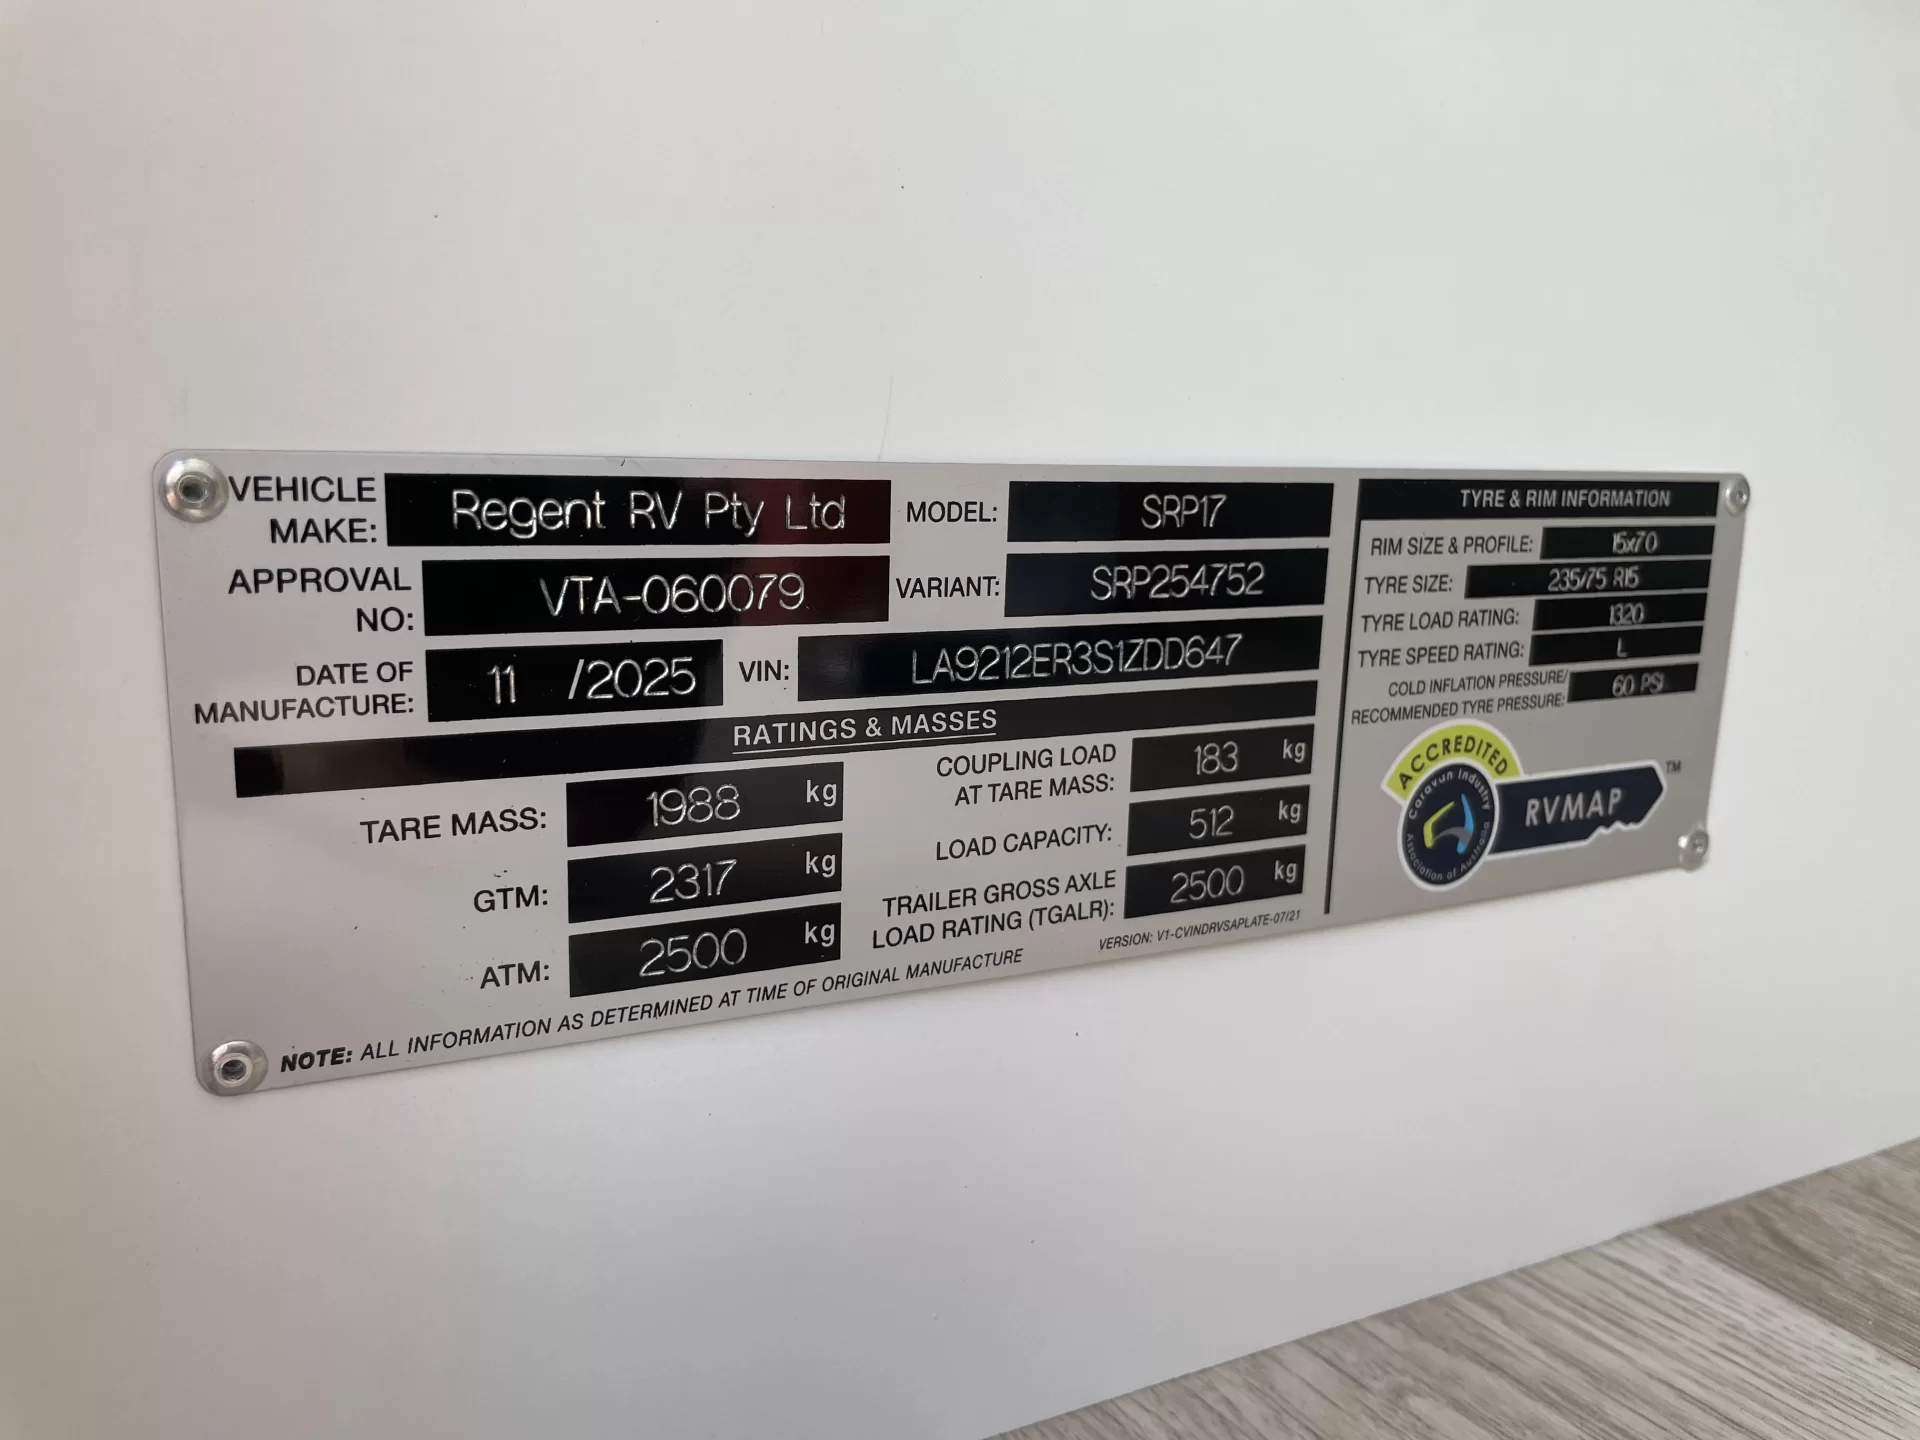 VEHICLE MAKE: Regent RV Pty Ltd
MODEL: SRP17
APPROVAL NO: VTA-060079
VARIANT: SRP254752
DATE OF MANUFACTURE: 11 /2025
VIN: LA9212ER3S1ZDD647
RATINGS & MASSES
TARE MASS: 1988 kg
GTM: 2317 kg
ATM: 2500 kg
COUPLING LOAD AT TARE MASS: 183 kg
LOAD CAPACITY: 512 kg
TRAILER GROSS AXLE LOAD RATING (TGALR): 2500 kg
VERSION: V1-CVINDRVSAPLATE-07/21
NOTE: ALL INFORMATION AS DETERMINED AT TIME OF ORIGINAL MANUFACTURE
TYRE & RIM INFORMATION
RIM SIZE & PROFILE: 15x70
TYRE SIZE: 235/75 R15
TYRE LOAD RATING: 1320
TYRE SPEED RATING: L
COLD INFLATION PRESSURE/
RECOMMENDED TYRE PRESSURE: 60 PSI
ACCREDITED
Caravan Industry
Association of Australia
RVMAP TM